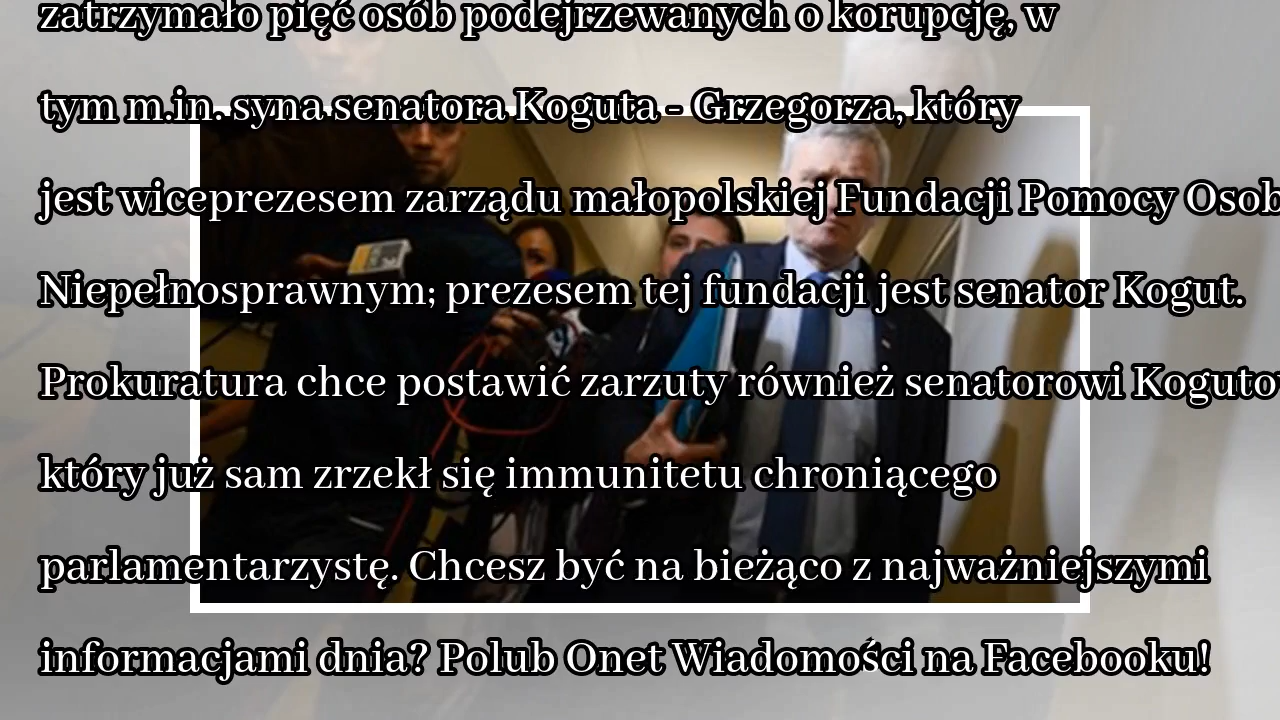 zatrzymało pięć osób podejrzewanych o korupcję, w
tym m.in. syna senatora Koguta - Grzegorza, który
jest wiceprezesem zarządu małopolskiej Fundacji Pomocy Osob
Niepełnosprawnym; prezesem tej fundacji jest senator Kogut.
Prokuratura chce postawić zarzuty również senatorowi Koguto
który już sam zrzekł się immunitetu chroniącego
parlamentarzystę. Chcesz być na bieżąco z najważniejszymi
informacjami dnia? Polub Onet Wiadomości na Facebooku!